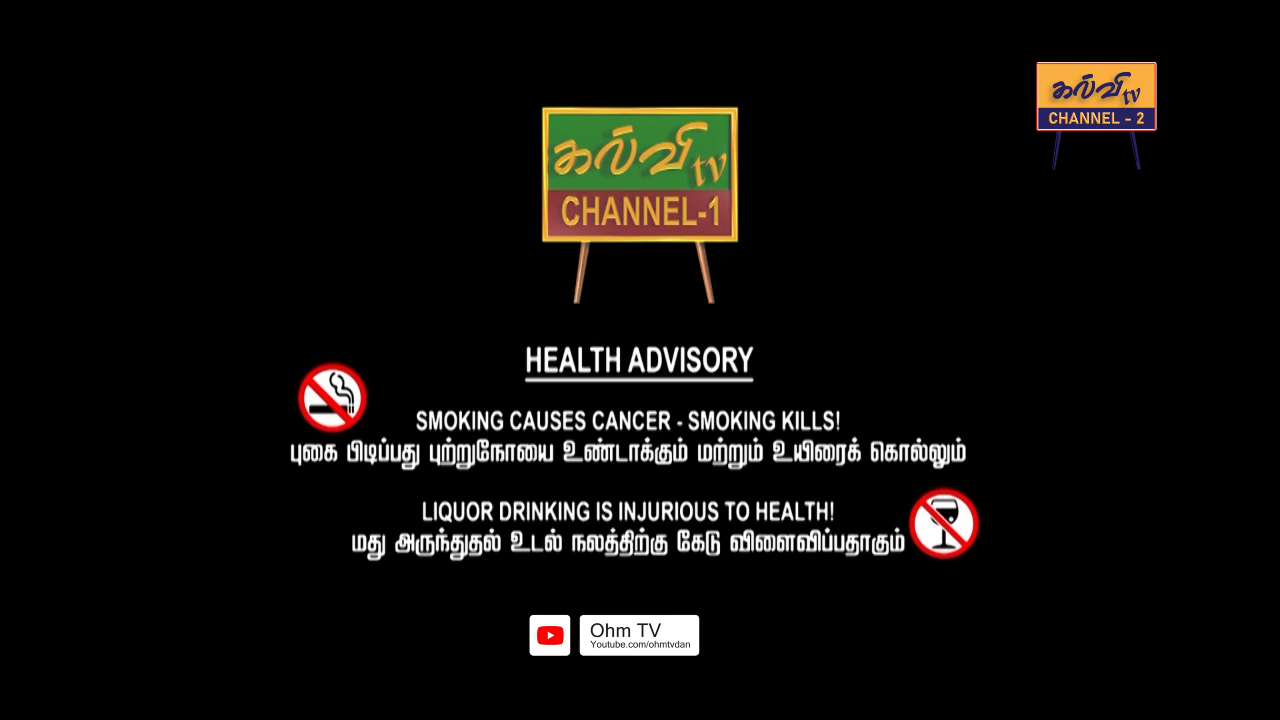 கல்வி tv
CHANNEL - 2
கல்வி tv
CHANNEL-1
HEALTH ADVISORY
SMOKING CAUSES CANCER - SMOKING KILLS!
புகை பிடிப்பது புற்றுநோயை உண்டாக்கும் மற்றும் உயிரைக் கொல்லும்
LIQUOR DRINKING IS INJURIOUS TO HEALTH!
மது அருந்துதல் உடல் நலத்திற்கு கேடு விளைவிப்பதாகும்
Ohm TV
Youtube.com/ohmtvdan